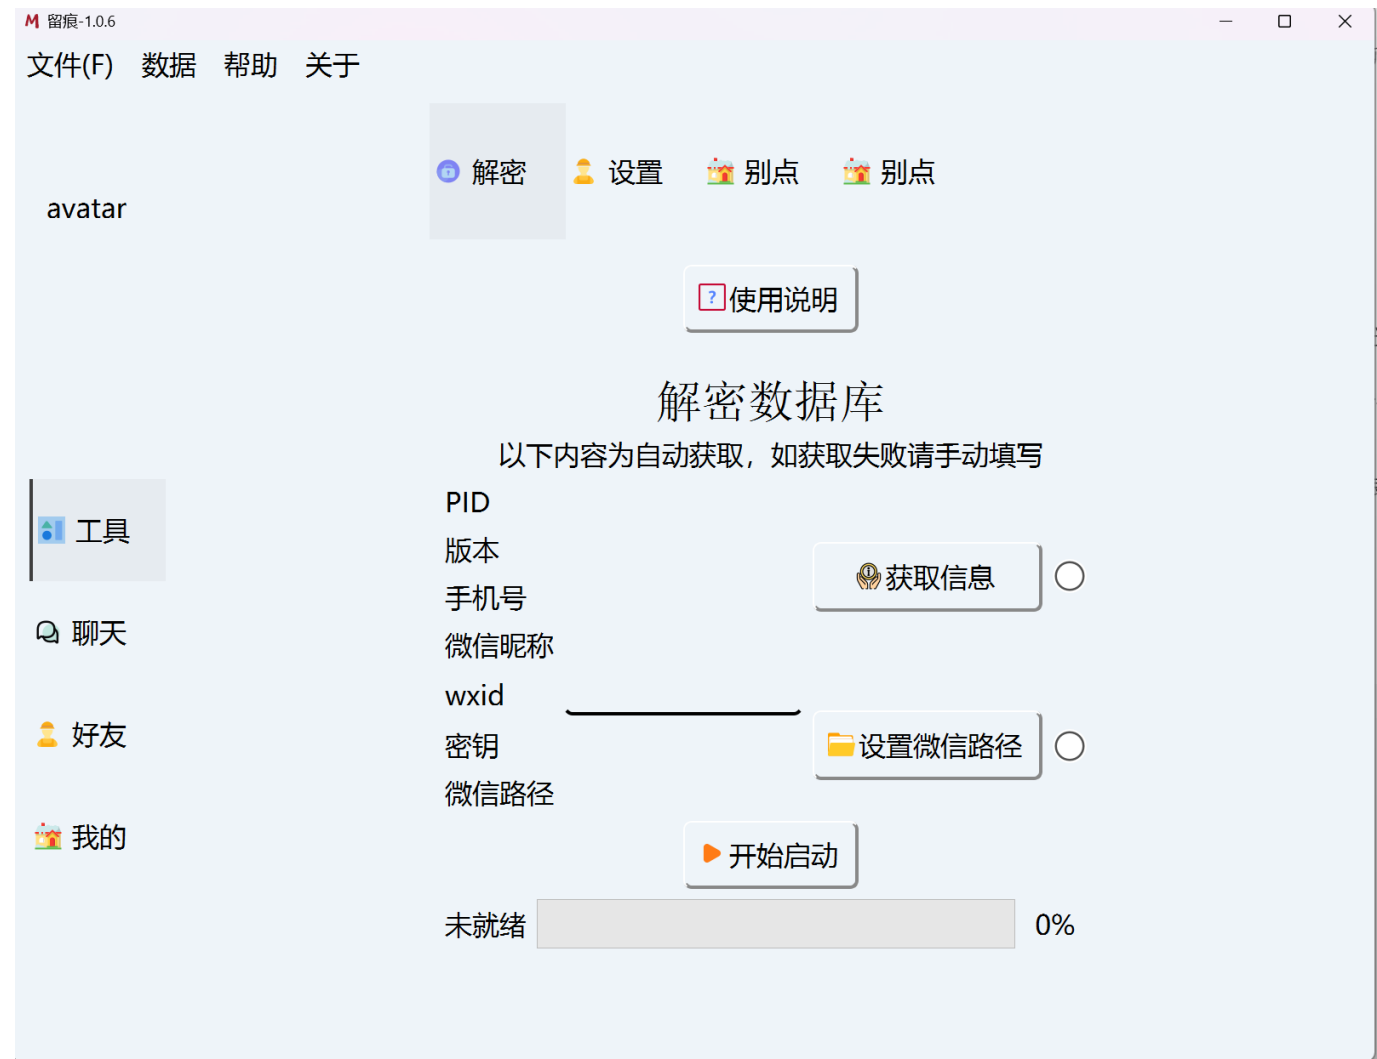 M 留痕-1.0.6
文件(F) 数据 帮助 关于
解密 设置 别点 别点
avatar
?使用说明
解密数据库
以下内容为自动获取，如获取失败请手动填写
PID
版本
获取信息
手机号
微信昵称
wxid
密钥
设置微信路径
微信路径
开始启动
未就绪 0%
工具
聊天
好友
我的